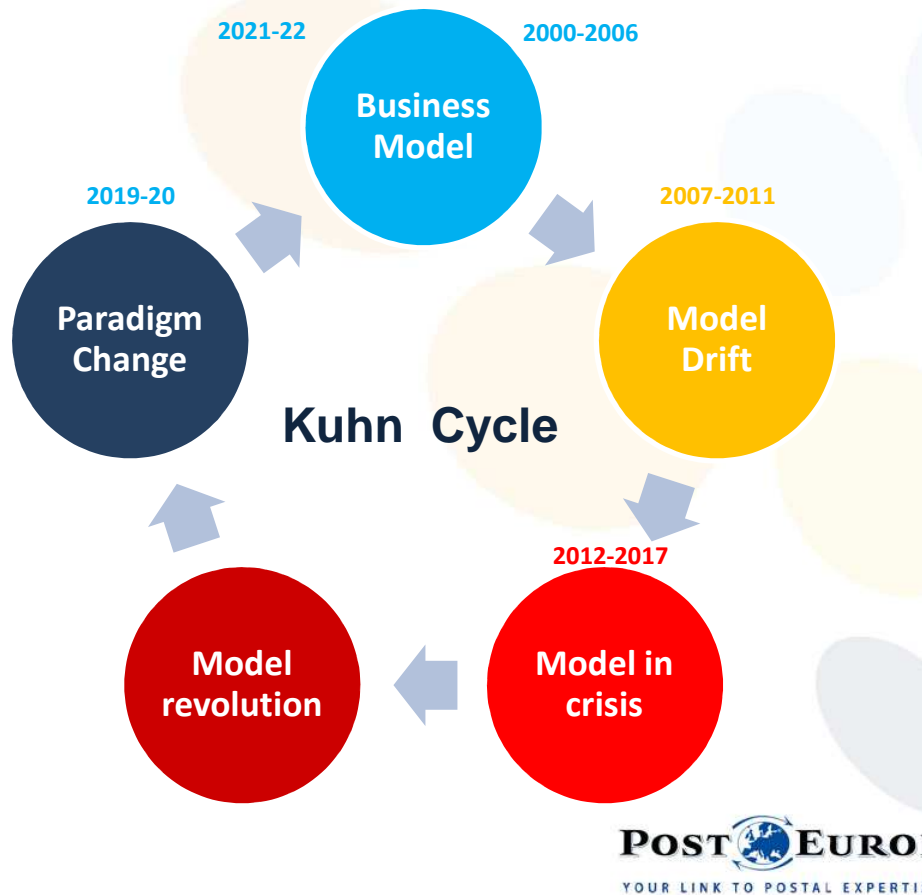 2021-22
2000-2006
Business
Model
2019-20
2007-2011
Paradigm
Change
Model
Drift
Kuhn Cycle
2012-2017
Model
revolution
Model in
crisis
POST EURO
YOUR LINK TO POSTAL EXPERTI